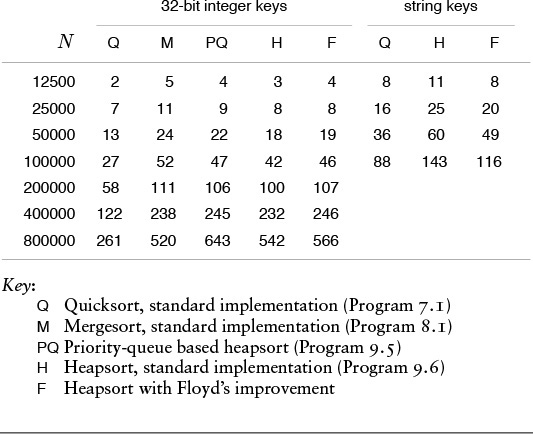 32-bit integer keys string keys
N Q M PQ H F Q H F
12500 2 5 4 3 4 8 11 8
25000 7 11 9 8 8 16 25 20
50000 13 24 22 18 19 36 60 49
100000 27 52 47 42 46 88 143 116
200000 58 111 106 100 107
400000 122 238 245 232 246
800000 261 520 643 542 566
Key:
Q Quicksort, standard implementation (Program 7.1)
M Mergesort, standard implementation (Program 8.1)
PQ Priority-queue based heapsort (Program 9.5)
H Heapsort, standard implementation (Program 9.6)
F Heapsort with Floyd's improvement